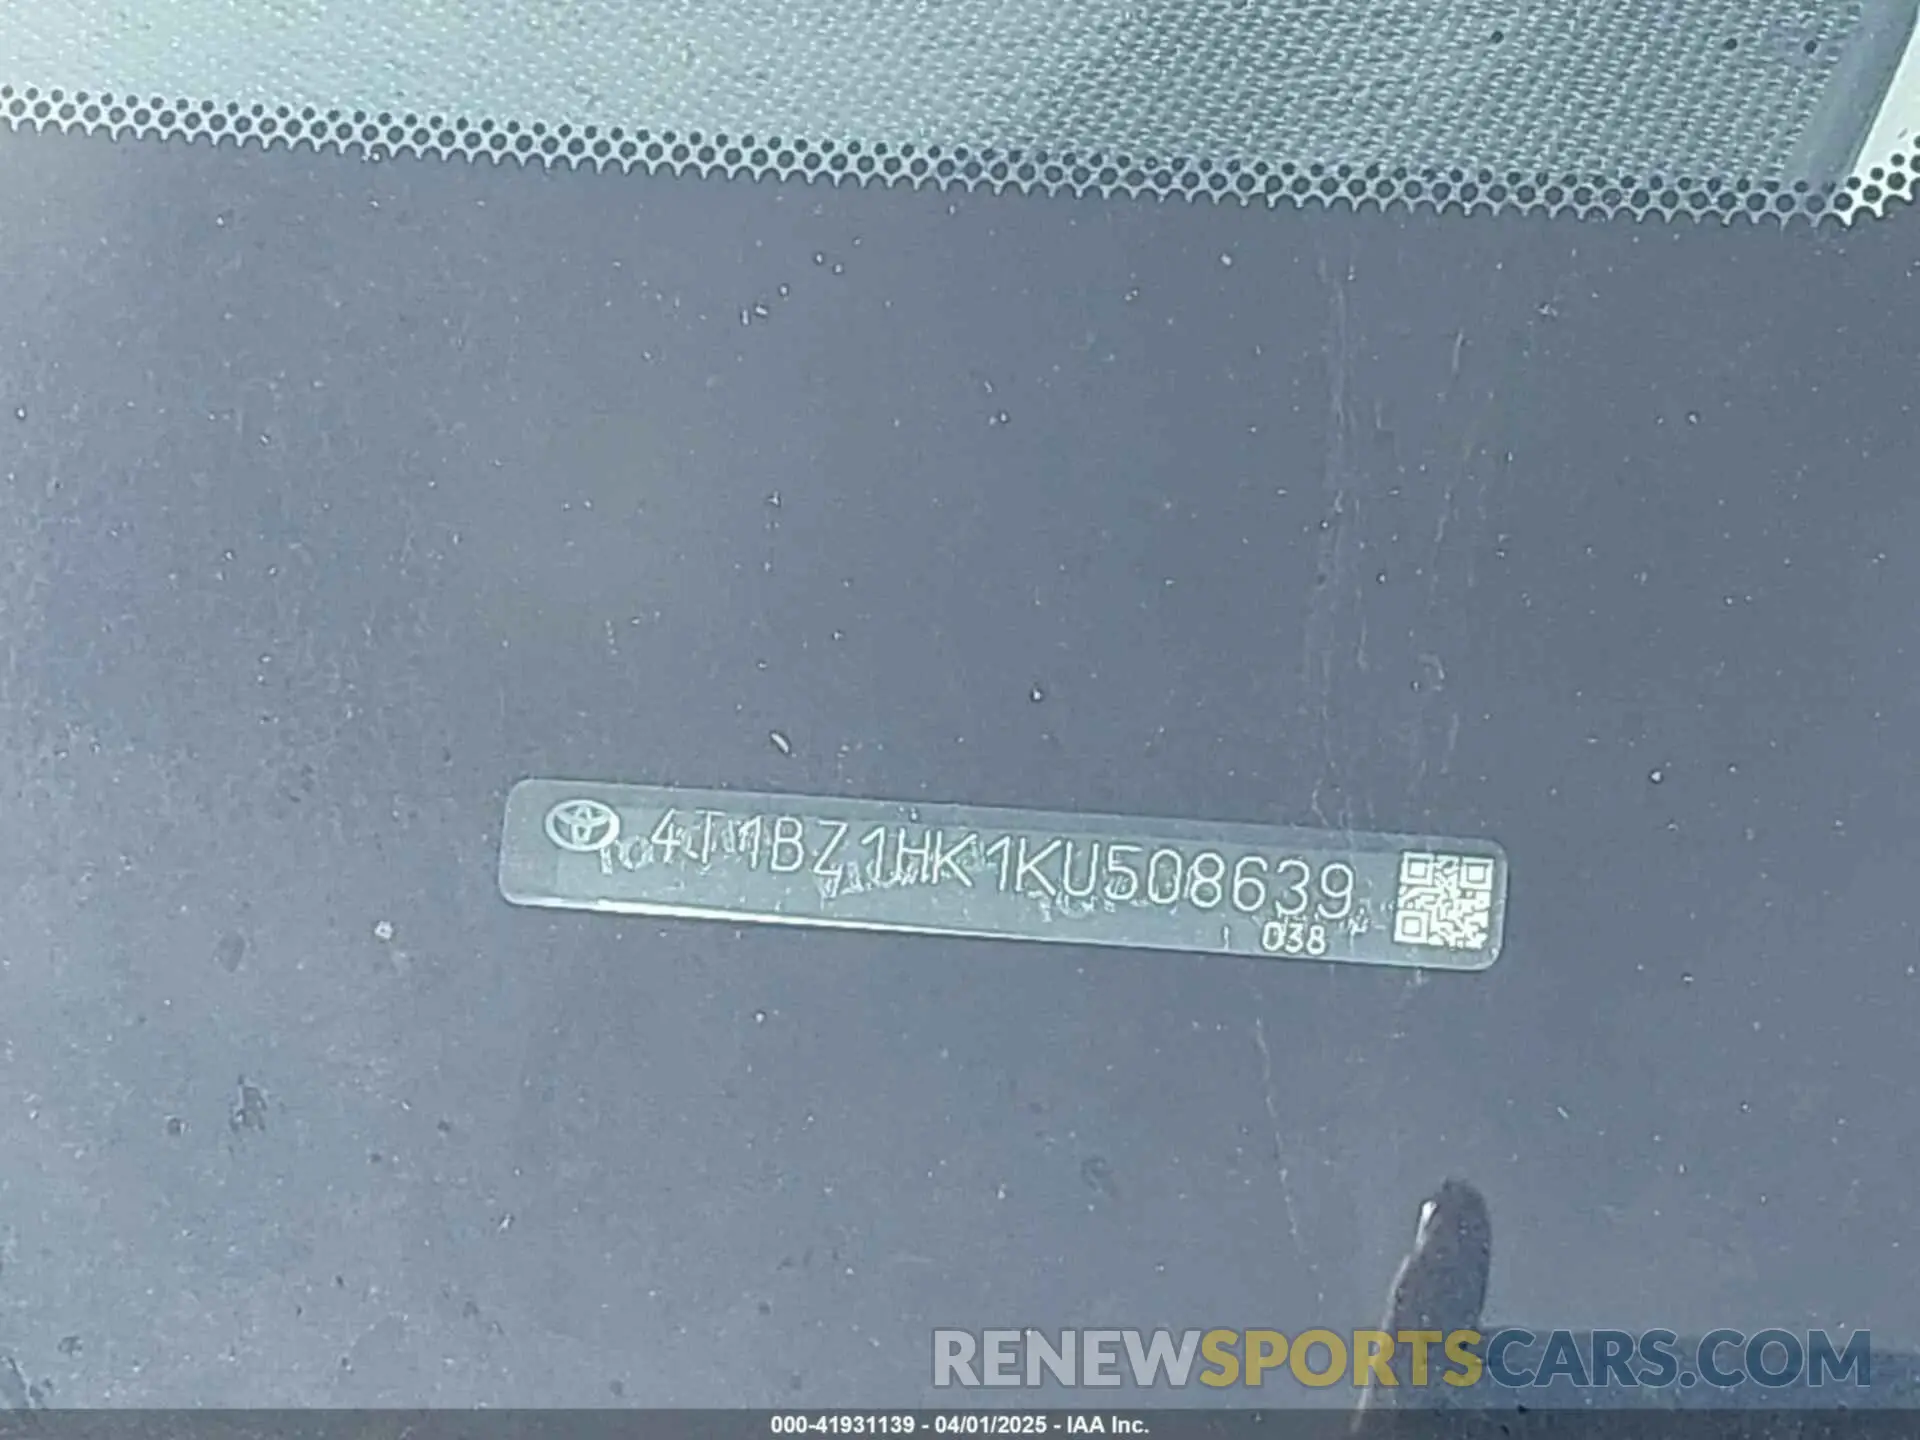 4T1BZ1HK1KU508639
038
RENEWSPORTSCARS.COM
000-41931139 - 04/01/2025 - IAA Inc.